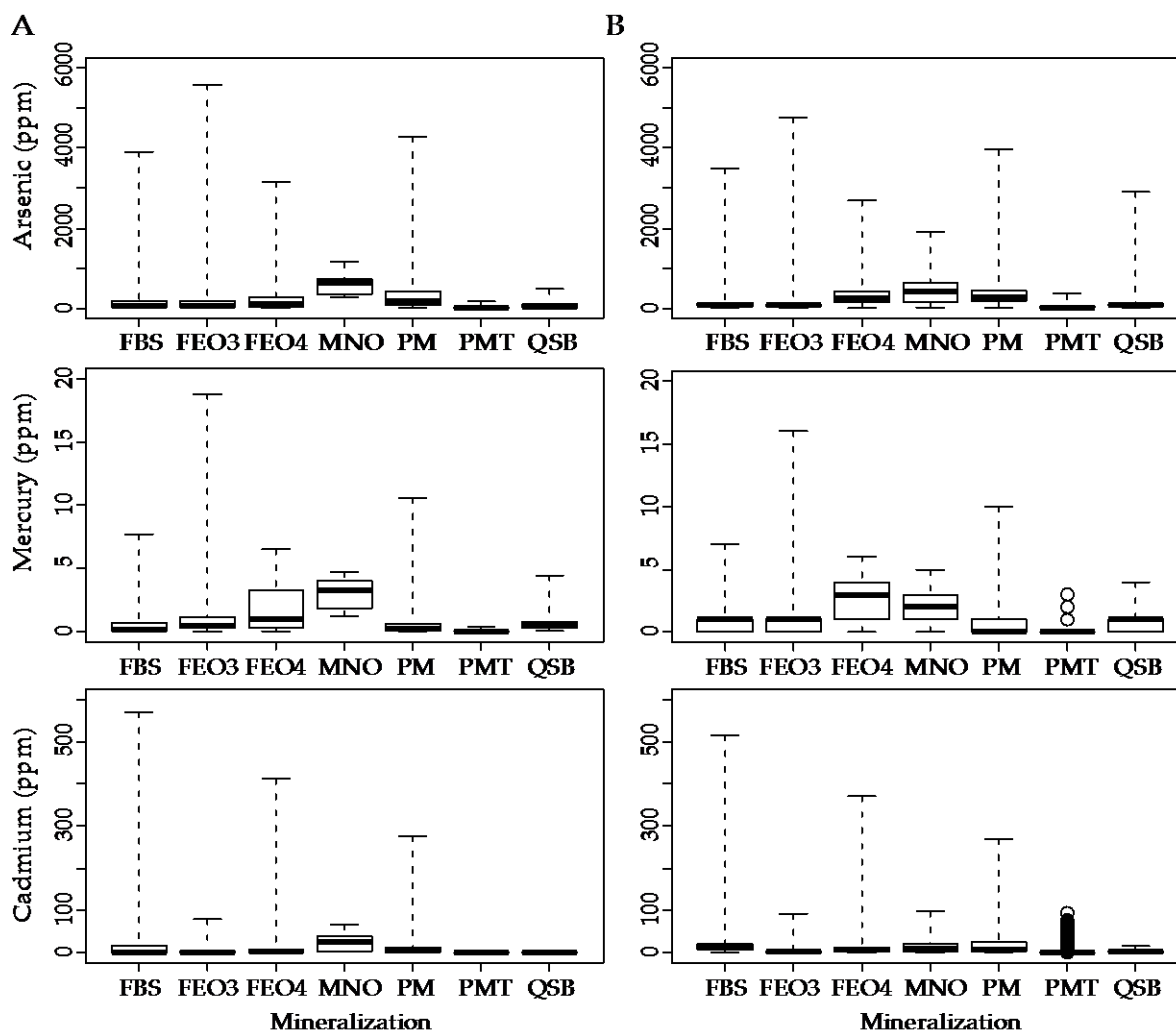 A B
Arsenic (ppm)
6000
4000
2000
0
FBS FEO3 FEO4 MNO PM PMT QSB
6000
4000
2000
0
FBS FEO3 FEO4 MNO PM PMT QSB
Mercury (ppm)
20
15
10
5
0
FBS FEO3 FEO4 MNO PM PMT QSB
20
15
10
5
0
FBS FEO3 FEO4 MNO PM PMT QSB
Cadmium (ppm)
500
300
100
0
FBS FEO3 FEO4 MNO PM PMT QSB
Mineralization
500
300
100
0
FBS FEO3 FEO4 MNO PM PMT QSB
Mineralization